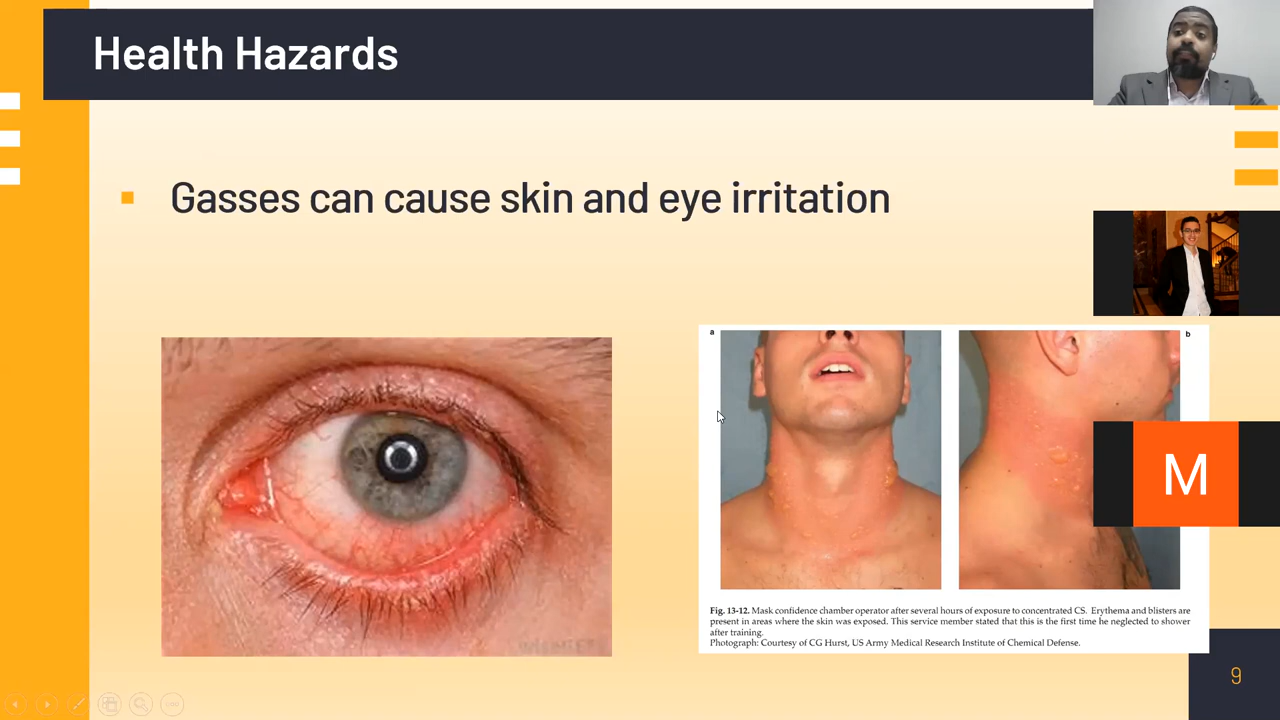 Health Hazards
Gasses can cause skin and eye irritation
a
b
M
Fig. 13-12. Mask confidence chamber operator after several hours of exposure to concentrated CS. Erythema and blisters are
present in areas where the skin was exposed. This service member stated that this is the first time he neglected to shower
after training.
Photograph: Courtesy of CG Hurst, US Army Medical Research Institute of Chemical Defense.
9